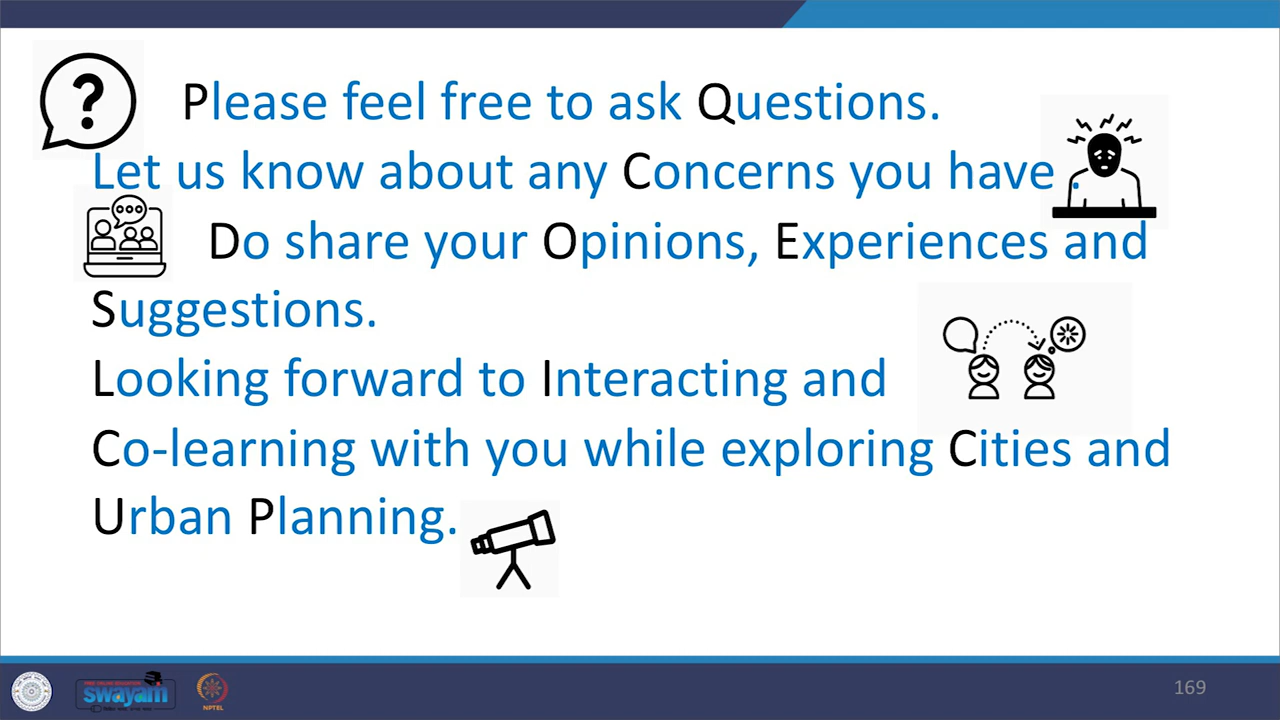 Please feel free to ask Questions.
Let us know about any Concerns you have .
Do share your Opinions, Experiences and
Suggestions.
Looking forward to Interacting and
Co-learning with you while exploring Cities and
Urban Planning.
swayam
NPTEL
169